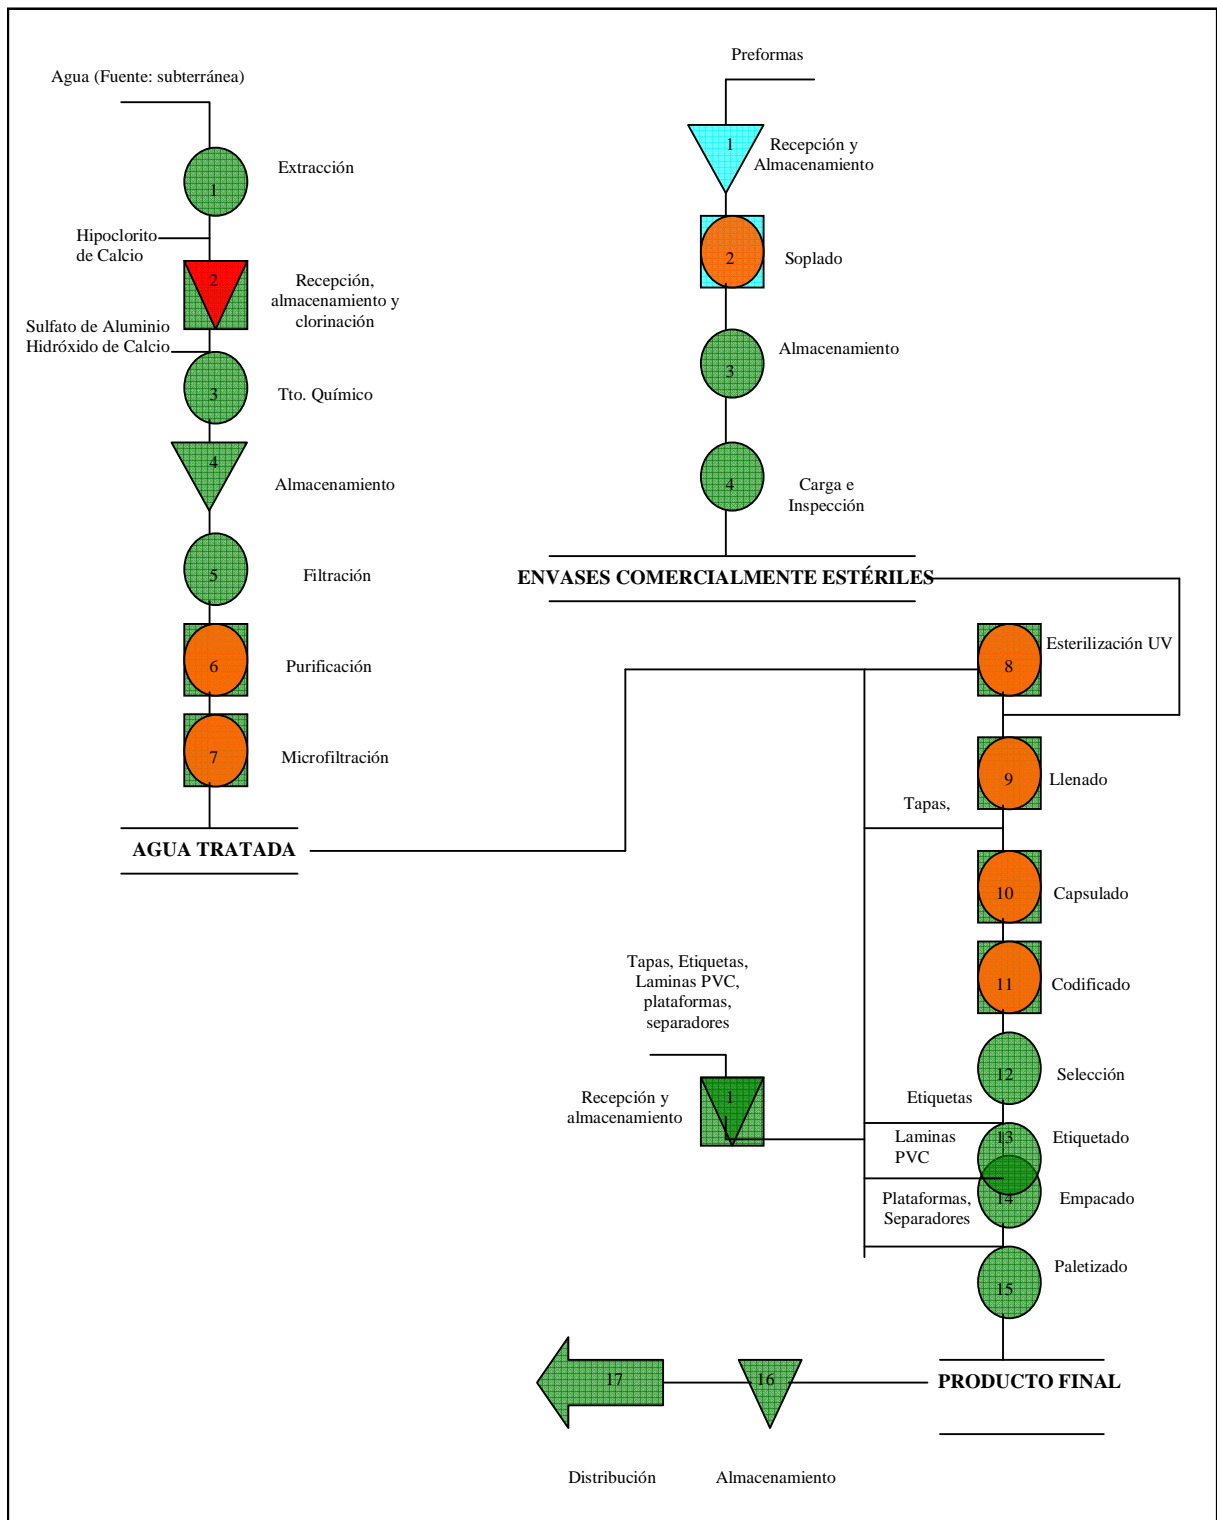 Agua (Fuente: subterránea)
1
Extracción
Hipoclorito
de Calcio
2
Recepción,
almacenamiento y
clorinación
Sulfato de Aluminio
Hidróxido de Calcio
3
Tto. Químico
4
Almacenamiento
5
Filtración
6
Purificación
7
Microfiltración
AGUA TRATADA
Preformas
1
Recepción y
Almacenamiento
2
Soplado
3
Almacenamiento
4
Carga e
Inspección
ENVASES COMERCIALMENTE ESTÉRILES
8
Esterilización UV
9
Llenado
Tapas,
10
Capsulado
11
Codificado
Tapas, Etiquetas,
Laminas PVC,
plataformas,
separadores
1
Recepción y
almacenamiento
12
Selección
Etiquetas
13
Etiquetado
Laminas
PVC
14
Empacado
Plataformas,
Separadores
15
Paletizado
PRODUCTO FINAL
16
Almacenamiento
17
Distribución